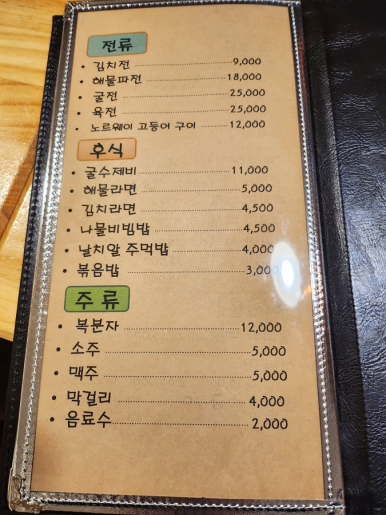 전류
• 김치전 9,000
• 해물파전 18,000
• 굴전 25,000
• 육전 25,000
• 노르웨이 고등어 구이 12,000
후식
• 굴수제비 11,000
• 해물라면 5,000
• 김치라면 4,500
• 나물비빔밥 4,500
• 날치알 주먹밥 4,000
• 볶음밥 3,000
주류
• 복분자 12,000
• 소주 5,000
• 맥주 5,000
• 막걸리 4,000
• 음료수 2,000